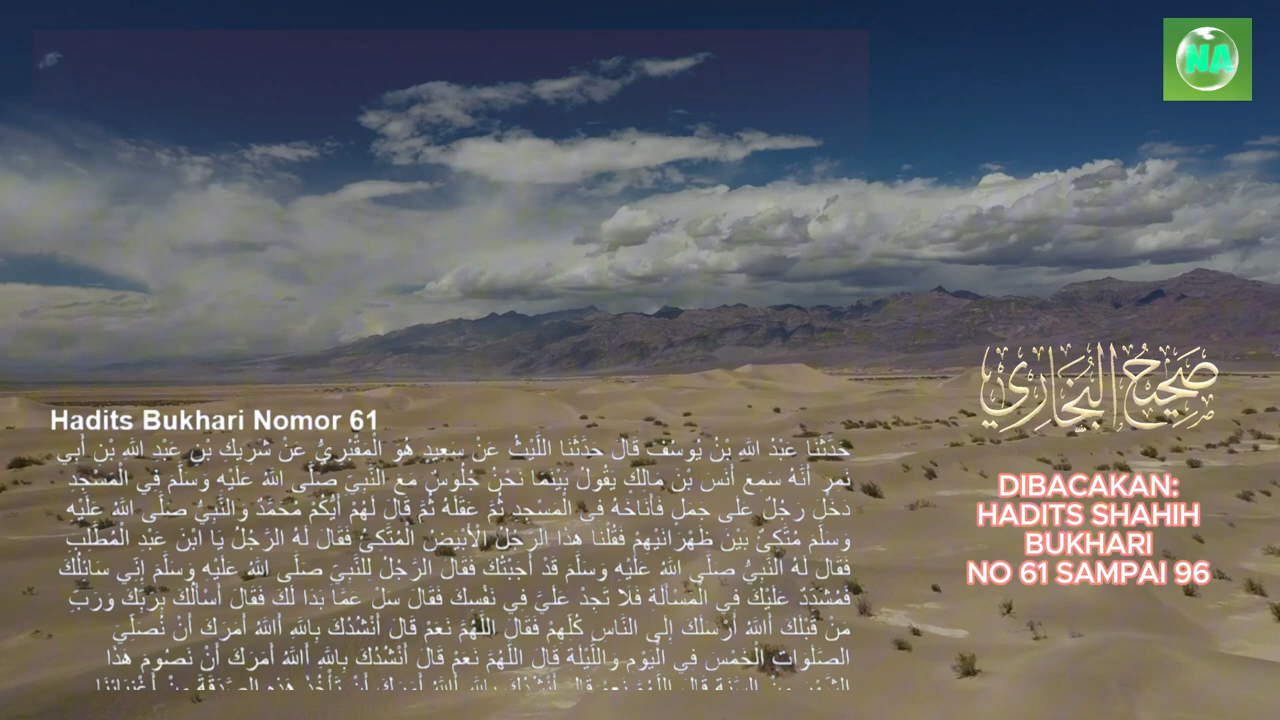 NA
Hadits Bukhari Nomor 61
حَدَّثَنَا عَبْدُ اللَّهِ بْنُ يُوسُفَ قَالَ حَدَّثَنَا اللَّيْثُ عَنْ سَعِيدٍ هُوَ الْمَقْبُرِيُّ عَنْ شَرِيكِ بْنِ عَبْدِ اللَّهِ بْنِ أَبِي
نَمِرٍ أَنَّهُ سَمِعَ أَنَسَ بْنَ مَالِكٍ يَقُولُ بَيْنَمَا نَحْنُ جُلُوسٌ مَعَ النَّبِيِّ صَلَّى اللَّهُ عَلَيْهِ وَسَلَّمَ فِي الْمَسْجِدِ
دَخَلَ رَجُلٌ عَلَى جَمَلٍ فَأَنَاخَهُ فِي الْمَسْجِدِ ثُمَّ عَقَلَهُ ثُمَّ قَالَ لَهُمْ أَيُّكُمْ مُحَمَّدٌ وَالنَّبِيُّ صَلَّى اللَّهُ عَلَيْهِ
وَسَلَّمَ مُتَّكِئٌ بَيْنَ ظَهْرَانَيْهِمْ فَقُلْنَا هَذَا الرَّجُلُ الْأَبْيَضُ الْمُتَّكِئُ فَقَالَ لَهُ الرَّجُلُ يَا ابْنَ عَبْدِ الْمُطَّلِبِ
فَقَالَ لَهُ النَّبِيُّ صَلَّى اللَّهُ عَلَيْهِ وَسَلَّمَ قَدْ أَجَبْتُكَ فَقَالَ الرَّجُلُ لِلنَّبِيِّ صَلَّى اللَّهُ عَلَيْهِ وَسَلَّمَ إِنِّي سَائِلُكَ
فَمُشَدِّدٌ عَلَيْكَ فِي الْمَسْأَلَةِ فَلَا تَجِدْ عَلَيَّ فِي نَفْسِكَ فَقَالَ سَلْ عَمَّا بَدَا لَكَ فَقَالَ أَسْأَلُكَ بِرَبِّكَ وَرَبِّ
مَنْ قَبْلَكَ أَاللَّهُ أَرْسَلَكَ إِلَى النَّاسِ كُلِّهِمْ فَقَالَ اللَّهُمَّ نَعَمْ قَالَ أَنْشُدُكَ بِاللَّهِ أَاللَّهُ أَمَرَكَ أَنْ نُصَلِّيَ
الصَّلَوَاتِ الْخَمْسَ فِي الْيَوْمِ وَاللَّيْلَةِ قَالَ اللَّهُمَّ نَعَمْ قَالَ أَنْشُدُكَ بِاللَّهِ أَاللَّهُ أَمَرَكَ أَنْ نَصُومَ هَذَا
صَحِيحُ الْبُخَارِيِّ
DIBACAKAN:
HADITS SHAHIH
BUKHARI
NO 61 SAMPAI 96